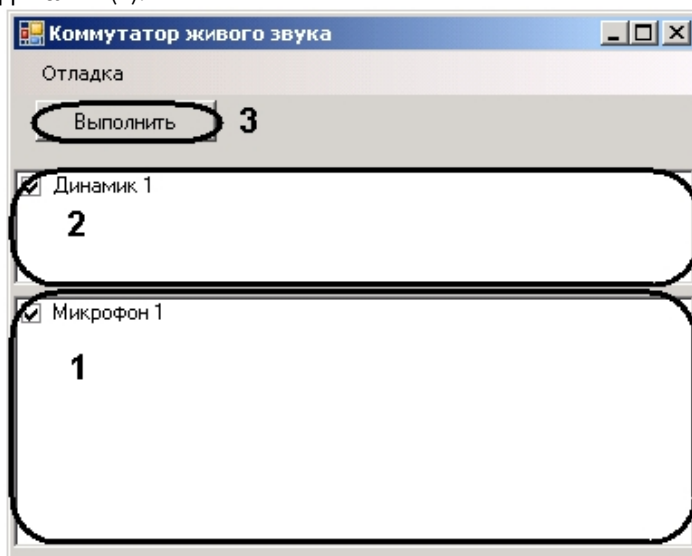 Коммутатор живого звука
Отладка
Выполнить 3
Динамик 1
2
Микрофон 1
1